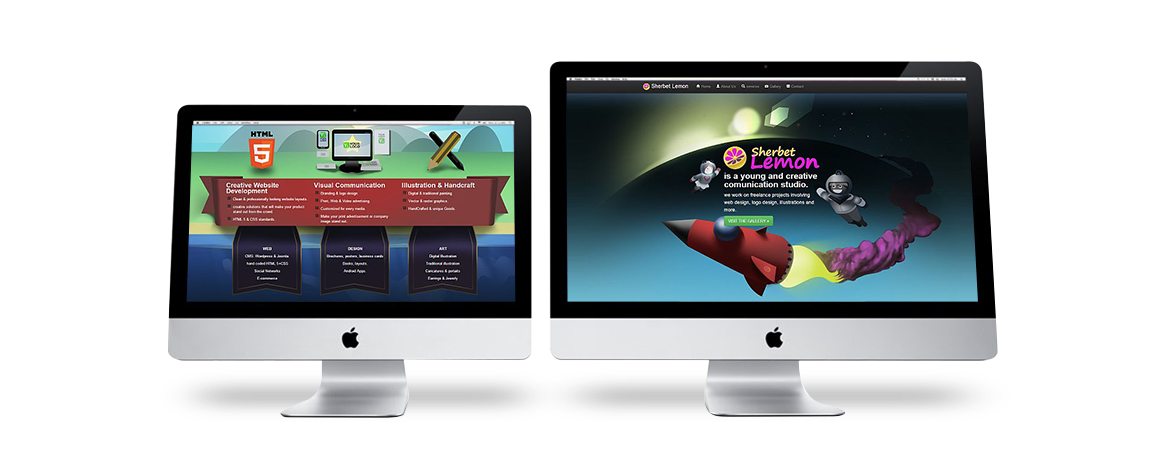 HTML
5
Creative Website
Development
Clean & professionally looking website layouts.
creative solutions that will make your product
stand out from the crowd.
HTML 5 & CSS standards.
Visual Communication
Branding & logo design
Print, Web & Video advertising.
Customized for every media
Make your print advertisement or company
image stand out.
Illustration & Handcraft
Digital & traditional painting.
Vector & raster graphics.
HandCrafted & unique Goods.
WEB
CMS: Wordpress & Joomla
hand-coded HTML 5+CSS
Social Networks
E-commerce
DESIGN
Brochures, posters, business cards
Books, layouts
Android Apps.
ART
Digital illustration
Traditional illustration
Caricatures & portaits
Earrings & Jewelry
Sherbet Lemon
Home
About Us
services
Gallery
Contact
Sherbet
Lemon
is a young and creative
comunication studio.
we work on freelance projects involving
web design, logo design, illustrations and
more.
VISIT THE GALLERY »